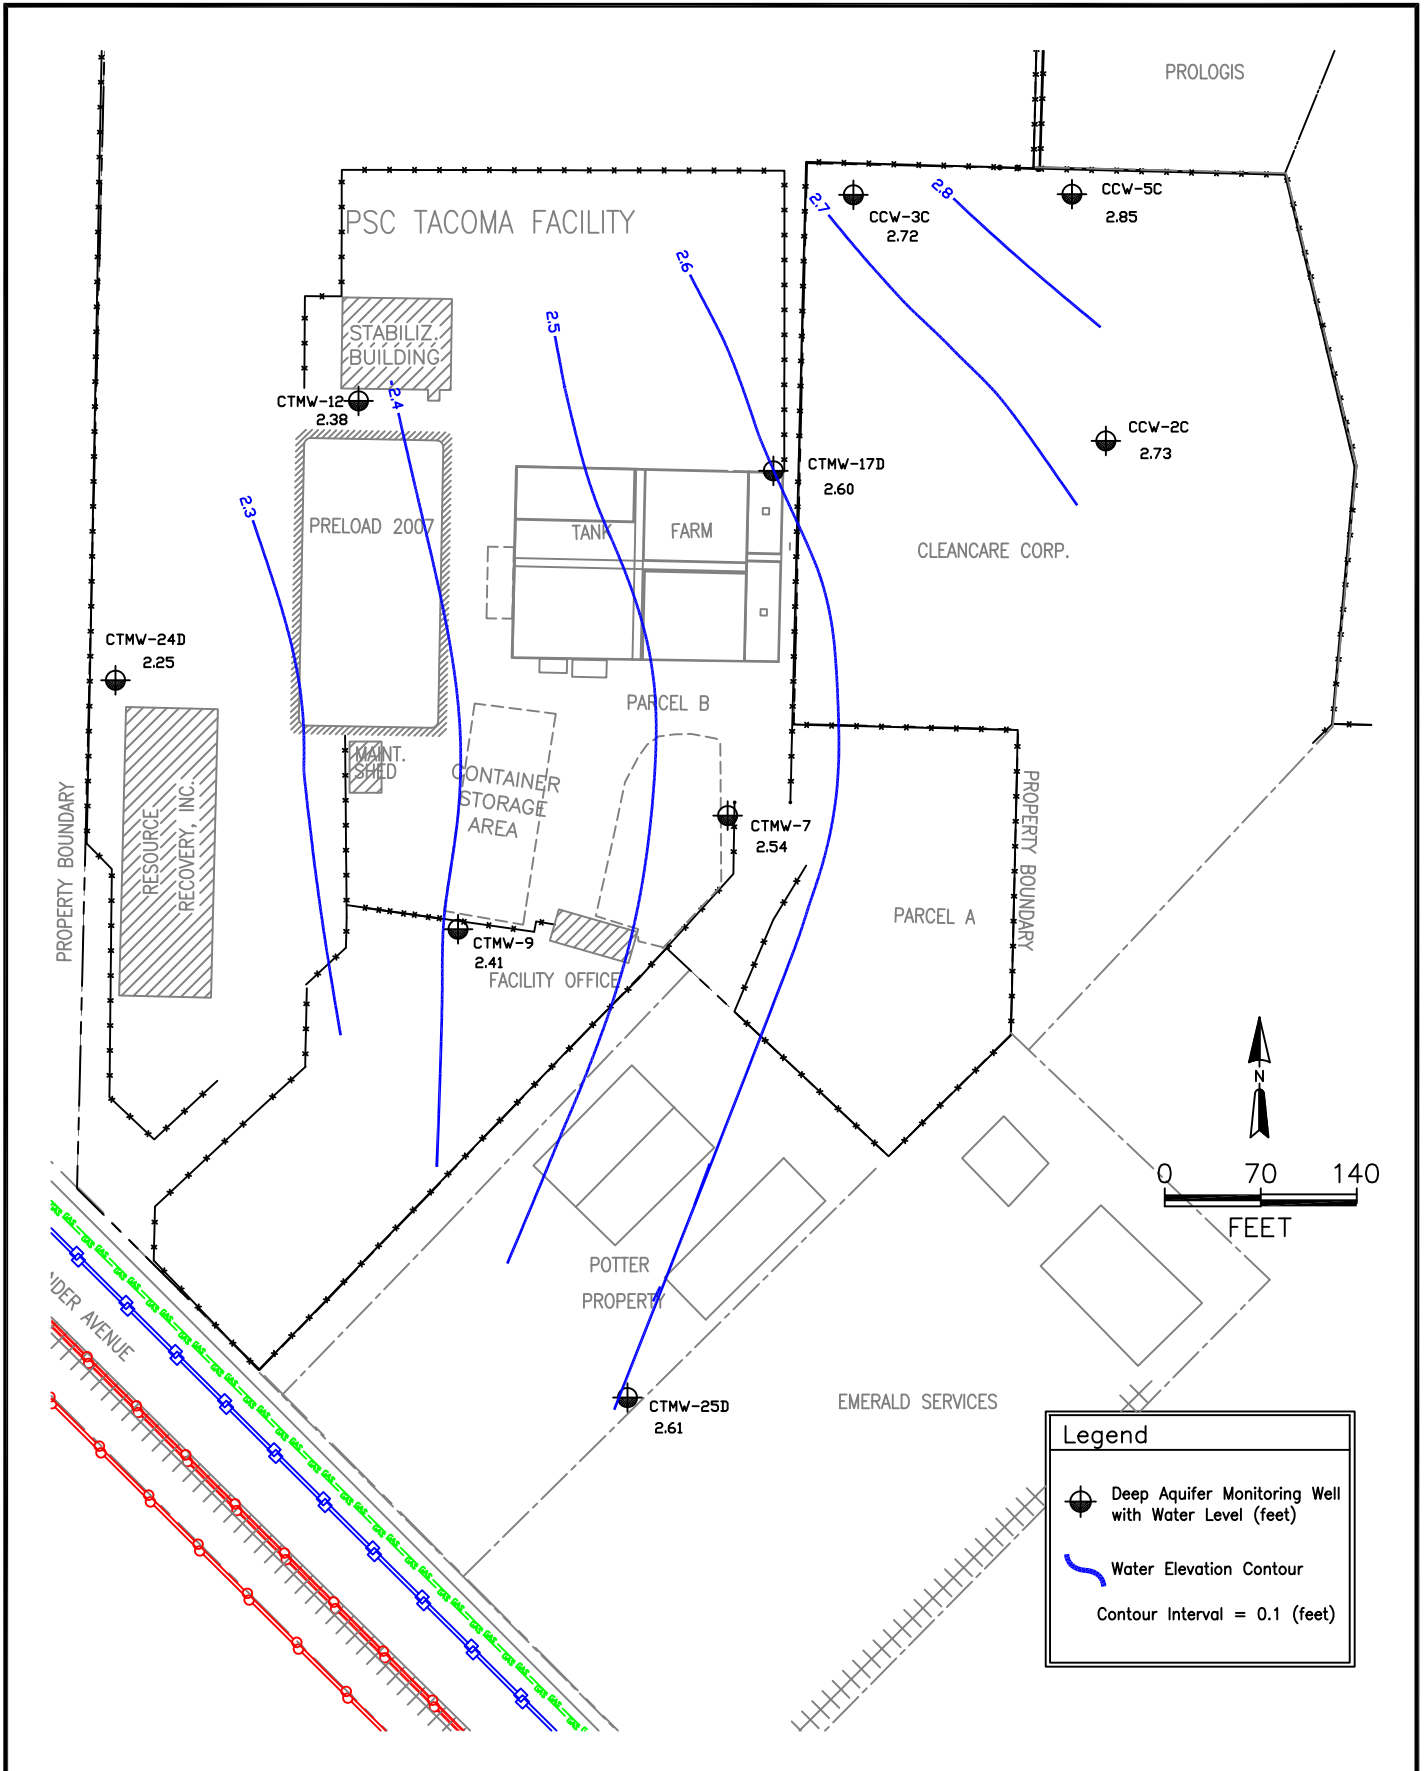 PROLOGIS
CCW-5C
2.85
2.8
2.7
CCW-3C
2.72
PSC TACOMA FACILITY
2.6
2.5
STABILIZ.
BUILDING
CTMW-12
2.38
2.4
CCW-2C
2.73
CTMW-17D
2.60
2.3
PRELOAD 2007
TANK FARM
CLEANCARE CORP.
CTMW-24D
2.25
PARCEL B
MAINT.
SHED
CONTAINER
STORAGE
AREA
PROPERTY BOUNDARY
RESOURCE
RECOVERY, INC.
CTMW-7
2.54
PROPERTY BOUNDARY
PARCEL A
CTMW-9
2.41
FACILITY OFFICE
N
0 70 140
FEET
POTTER
PROPERTY
NDER AVENUE
GAS GAS
CTMW-25D
2.61
EMERALD SERVICES
Legend
Deep Aquifer Monitoring Well
with Water Level (feet)
Water Elevation Contour
Contour Interval = 0.1 (feet)